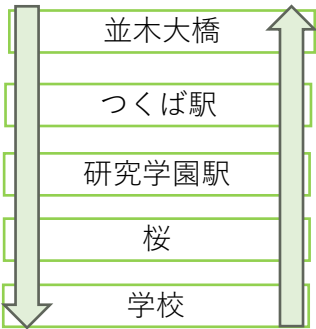 並木大橋
つくば駅
研究学園駅
桜
学校